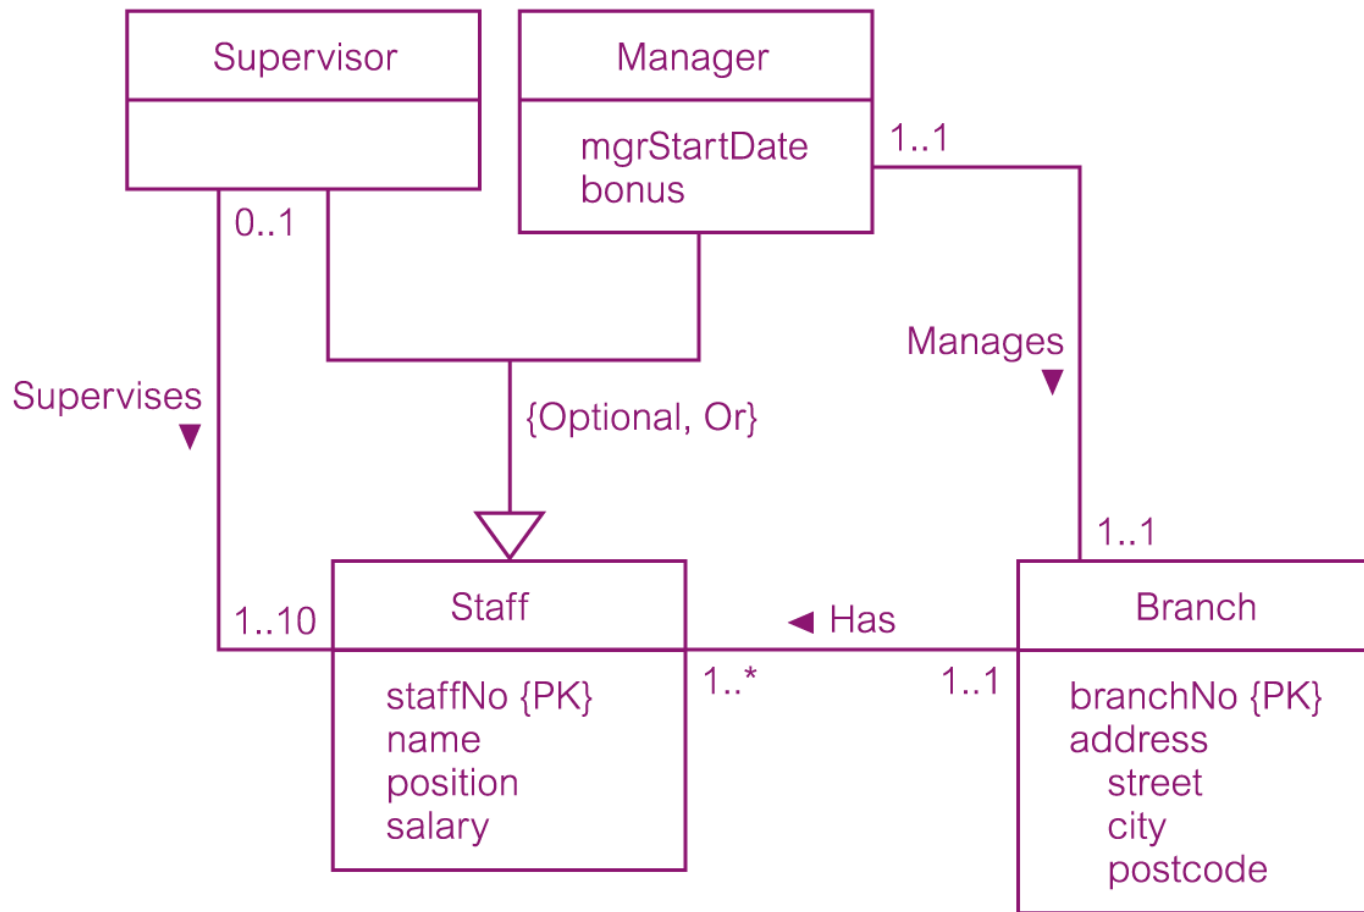 Supervisor
Manager
mgrStartDate
bonus
1..1
0..1
Manages
Supervises
{Optional, Or}
1..1
Staff
1..10
Has
Branch
1..*
1..1
staffNo {PK}
name
position
salary
branchNo {PK}
address
street
city
postcode